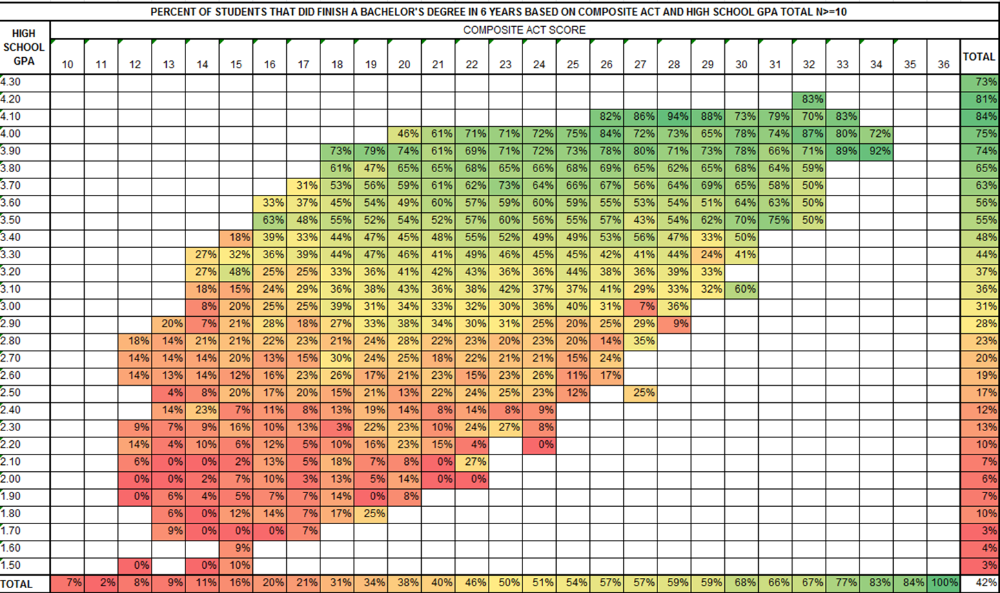 PERCENT OF STUDENTS THAT DID FINISH A BACHELOR'S DEGREE IN 6 YEARS BASED ON COMPOSITE ACT AND HIGH SCHOOL GPA TOTAL N>=10
HIGH SCHOOL GPA
COMPOSITE ACT SCORE
10 11 12 13 14 15 16 17 18 19 20 21 22 23 24 25 26 27 28 29 30 31 32 33 34 35 36 TOTAL
4.30 73%
4.20 83% 81%
4.10 82% 86% 94% 88% 73% 79% 70% 83% 84%
4.00 46% 61% 71% 71% 72% 75% 84% 72% 73% 65% 78% 74% 87% 80% 72% 75%
3.90 73% 79% 74% 61% 69% 71% 72% 73% 78% 80% 71% 73% 78% 66% 71% 89% 92% 74%
3.80 61% 47% 65% 65% 68% 65% 66% 68% 69% 65% 62% 65% 68% 64% 59% 65%
3.70 31% 53% 56% 59% 61% 62% 73% 64% 66% 67% 56% 64% 69% 65% 58% 50% 63%
3.60 33% 37% 45% 54% 49% 60% 57% 59% 60% 59% 55% 53% 54% 51% 64% 63% 50% 56%
3.50 63% 48% 55% 52% 54% 52% 57% 60% 56% 55% 57% 43% 54% 62% 70% 75% 50% 55%
3.40 18% 39% 33% 44% 47% 45% 48% 55% 52% 49% 49% 53% 56% 47% 33% 50% 48%
3.30 27% 32% 36% 39% 44% 47% 46% 41% 49% 46% 45% 45% 42% 41% 44% 24% 41% 44%
3.20 27% 48% 25% 25% 33% 36% 41% 42% 43% 36% 36% 44% 38% 36% 39% 33% 37%
3.10 18% 15% 24% 29% 36% 38% 43% 36% 38% 42% 37% 37% 41% 29% 33% 32% 60% 36%
3.00 8% 20% 25% 25% 39% 31% 34% 33% 32% 30% 36% 40% 31% 7% 36% 31%
2.90 20% 7% 21% 28% 18% 27% 33% 38% 34% 30% 31% 25% 20% 25% 29% 9% 28%
2.80 18% 14% 21% 21% 22% 23% 21% 24% 28% 22% 23% 20% 23% 20% 14% 35% 23%
2.70 14% 14% 14% 20% 13% 15% 30% 24% 25% 18% 22% 21% 21% 15% 24% 20%
2.60 14% 13% 14% 12% 16% 23% 26% 17% 21% 23% 15% 23% 26% 11% 17% 19%
2.50 4% 8% 20% 17% 20% 15% 21% 13% 22% 24% 25% 23% 12% 25% 17%
2.40 14% 23% 7% 11% 8% 13% 19% 14% 8% 14% 8% 9% 12%
2.30 9% 7% 9% 16% 10% 13% 3% 22% 23% 10% 24% 27% 8% 13%
2.20 14% 4% 10% 6% 12% 5% 10% 16% 23% 15% 4% 0% 10%
2.10 6% 0% 0% 2% 13% 5% 18% 7% 8% 0% 27% 7%
2.00 0% 0% 2% 7% 10% 3% 13% 5% 14% 0% 0% 6%
1.90 0% 6% 4% 5% 7% 7% 14% 0% 8% 7%
1.80 6% 0% 12% 14% 7% 17% 25% 10%
1.70 9% 0% 0% 0% 7% 3%
1.60 9% 4%
1.50 0% 0% 10% 3%
TOTAL 7% 2% 8% 9% 11% 16% 20% 21% 31% 34% 38% 40% 46% 50% 51% 54% 57% 57% 59% 59% 68% 66% 67% 77% 83% 84% 100% 42%